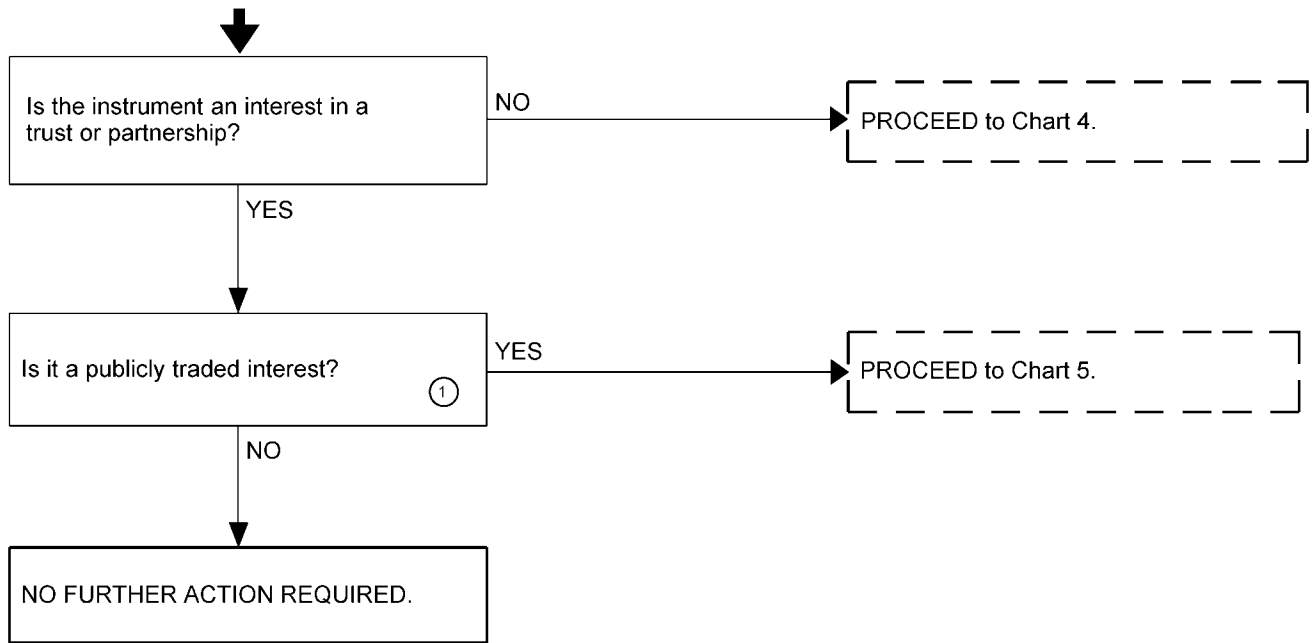 Is the instrument an interest in a
trust or partnership?
NO
PROCEED to Chart 4.
YES
Is it a publicly traded interest?
1
YES
PROCEED to Chart 5.
NO
NO FURTHER ACTION REQUIRED.